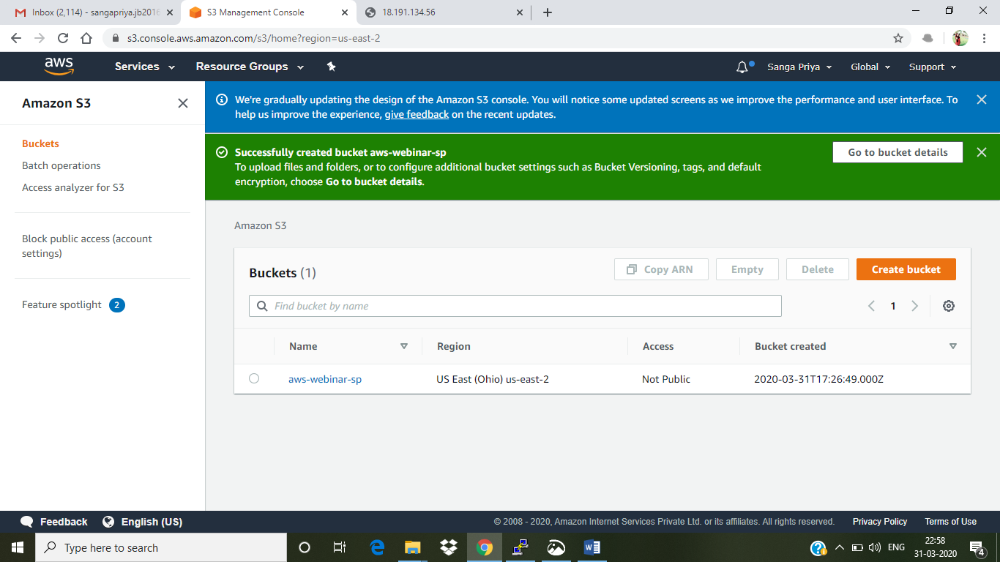 Inbox (2,114) - sangapriya.jb2016
S3 Management Console
18.191.134.56
s3.console.aws.amazon.com/s3/home?region=us-east-2
aws
Services
Resource Groups
Sanga Priya
Global
Support
Amazon S3
Buckets
Batch operations
Access analyzer for S3
Block public access (account
settings)
Feature spotlight 2
We're gradually updating the design of the Amazon S3 console. You will notice some updated screens as we improve the performance and user interface. To
help us improve the experience, give feedback on the recent updates.
Successfully created bucket aws-webinar-sp
To upload files and folders, or to configure additional bucket settings such as Bucket Versioning, tags, and default
encryption, choose Go to bucket details.
Go to bucket details
Amazon S3
Buckets (1)
Copy ARN
Empty
Delete
Create bucket
Find bucket by name
1
Name
Region
Access
Bucket created
aws-webinar-sp
US East (Ohio) us-east-2
Not Public
2020-03-31T17:26:49.000Z
Feedback
English (US)
© 2008 - 2020, Amazon Internet Services Private Ltd. or its affiliates. All rights reserved.
Privacy Policy
Terms of Use
Type here to search
ENG
22:58
31-03-2020
4